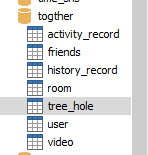 togther
activity_record
friends
history_record
room
tree_hole
user
video